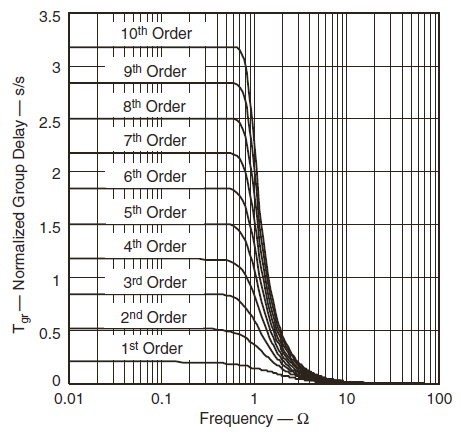 3.5
10th Order
3
9th Order
8th Order
2.5
7th Order
2
6th Order
5th Order
1.5
4th Order
1
3rd Order
2nd Order
0.5
1st Order
0
0.01 0.1 1 10 100
Frequency — Ω
Tgr — Normalized Group Delay — s/s